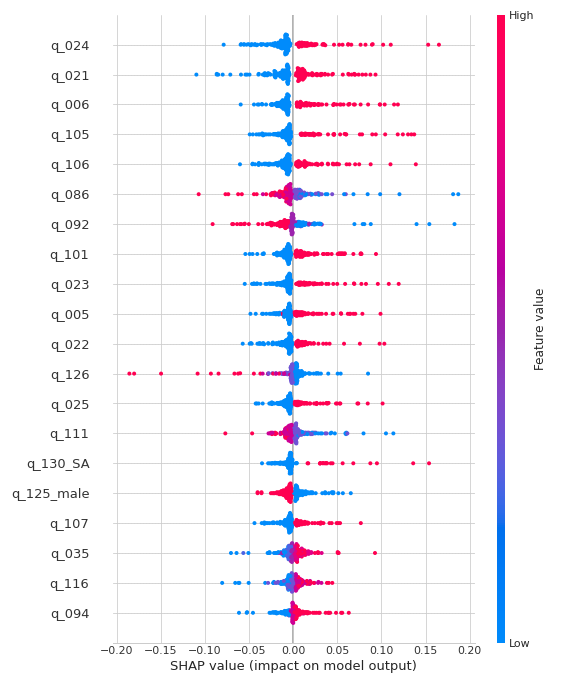 High
q_024
q_021
q_006
q_105
q_106
q_086
q_092
q_101
q_023
q_005
q_022
q_126
q_025
q_111
q_130_SA
q_125_male
q_107
q_035
q_116
q_094
Feature value
Low
−0.20 −0.15 −0.10 −0.05 0.00 0.05 0.10 0.15 0.20
SHAP value (impact on model output)